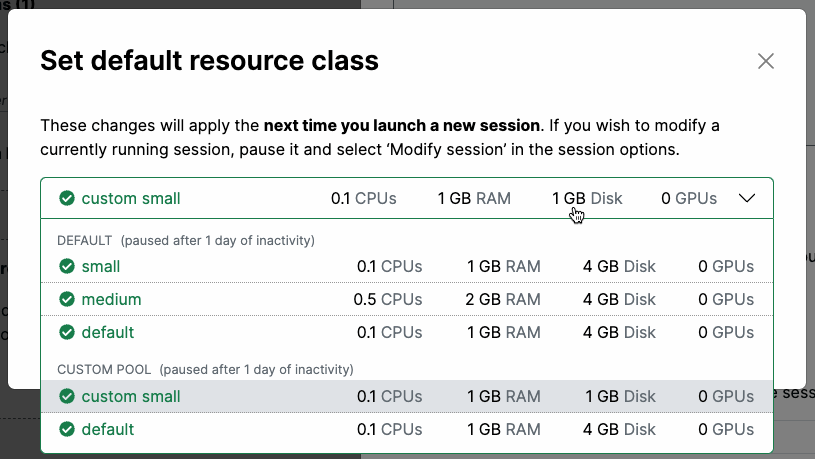 Set default resource class
These changes will apply the next time you launch a new session. If you wish to modify a
currently running session, pause it and select ‘Modify session’ in the session options.
custom small 0.1 CPUs 1 GB RAM 1 GB Disk 0 GPUs
DEFAULT (paused after 1 day of inactivity)
small 0.1 CPUs 1 GB RAM 4 GB Disk 0 GPUs
medium 0.5 CPUs 2 GB RAM 4 GB Disk 0 GPUs
default 0.1 CPUs 1 GB RAM 4 GB Disk 0 GPUs
CUSTOM POOL (paused after 1 day of inactivity)
custom small 0.1 CPUs 1 GB RAM 1 GB Disk 0 GPUs
default 0.1 CPUs 1 GB RAM 4 GB Disk 0 GPUs